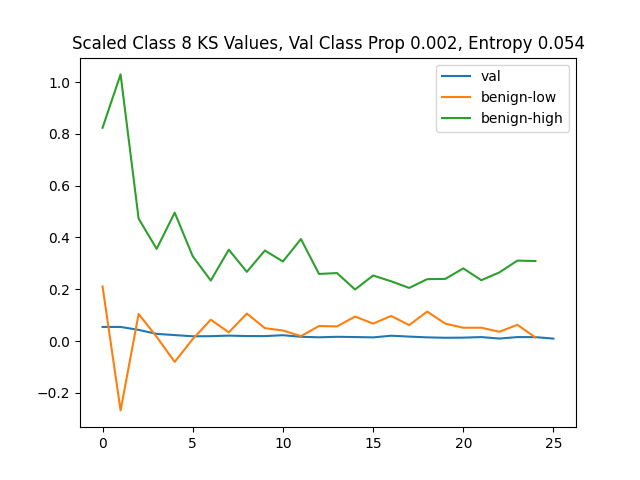 Scaled Class 8 KS Values, Val Class Prop 0.002, Entropy 0.054
val
benign-low
benign-high
1.0
0.8
0.6
0.4
0.2
0.0
−0.2
0 5 10 15 20 25